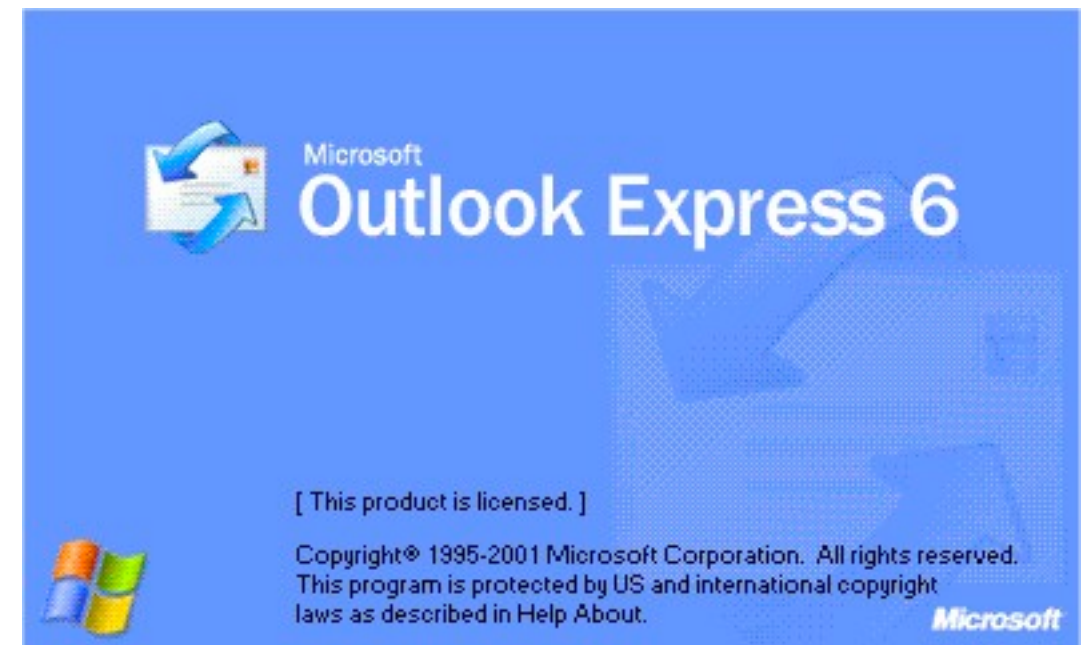 Microsoft
Outlook Express 6
[ This product is licensed. ]
Copyright® 1995-2001 Microsoft Corporation. All rights reserved.
This program is protected by US and international copyright
laws as described in Help About.
Microsoft